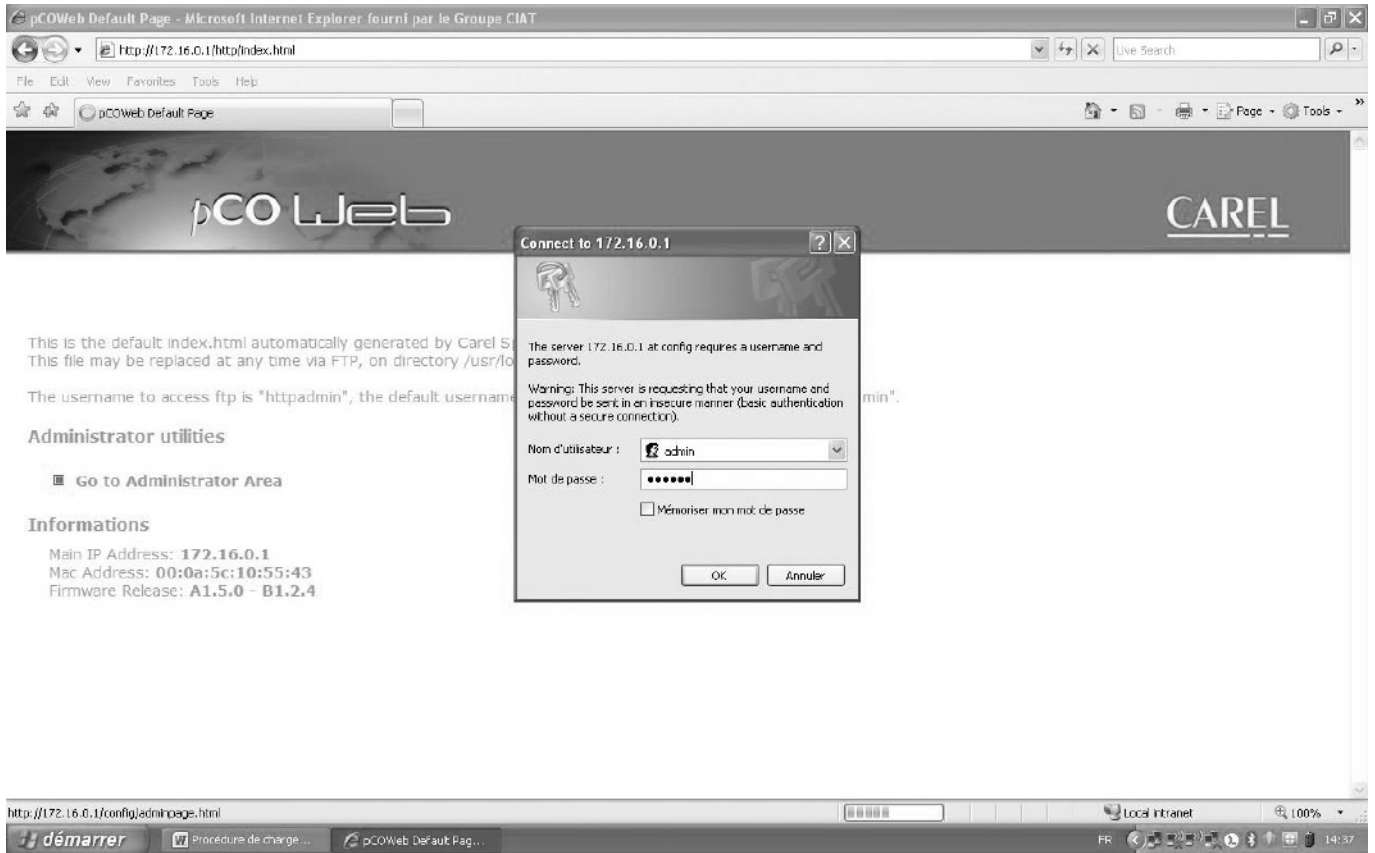 pCOWeb Default Page - Microsoft Internet Explorer fourni par le Groupe CIAT
http://172.16.0.1/http/index.html
Live Search
File Edit View Favorites Tools Help
pCOWeb Default Page
Page
Tools
pCO Web
CAREL
Connect to 172.16.0.1
This is the default index.html automatically generated by Carel S
This file may be replaced at any time via FTP, on directory /usr/lo
The username to access ftp is "httpadmin", the default username
min".
Administrator utilities
Go to Administrator Area
Informations
Main IP Address: 172.16.0.1
Mac Address: 00:0a:5c:10:55:43
Firmware Release: A1.5.0 - B1.2.4
The server 172.16.0.1 at config requires a username and
password.
Warning: This server is requesting that your username and
password be sent in an insecure manner (basic authentication
without a secure connection).
Nom d'utilisateur :
admin
Mot de passe :
••••••
Mémoriser mon mot de passe
OK
Annuler
http://172.16.0.1/config/adminpage.html
Local intranet
100%
démarrer
Procédure de charge...
pCOWeb Default Pag...
FR
14:37